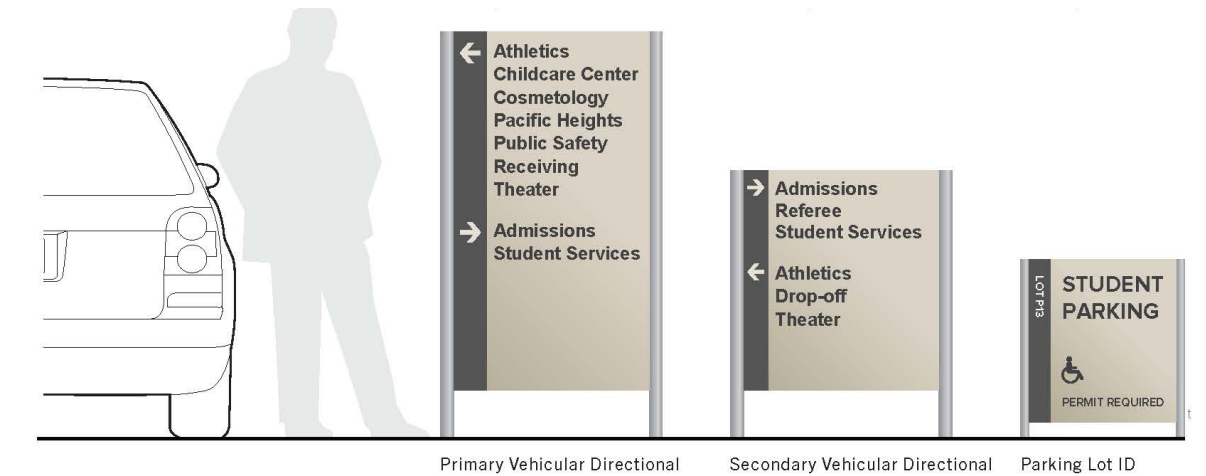 Athletics
Childcare Center
Cosmetology
Pacific Heights
Public Safety
Receiving
Theater
Admissions
Student Services
Primary Vehicular Directional
Admissions
Referee
Student Services
Athletics
Drop-off
Theater
Secondary Vehicular Directional
LOT P13
STUDENT
PARKING
PERMIT REQUIRED
t
Parking Lot ID